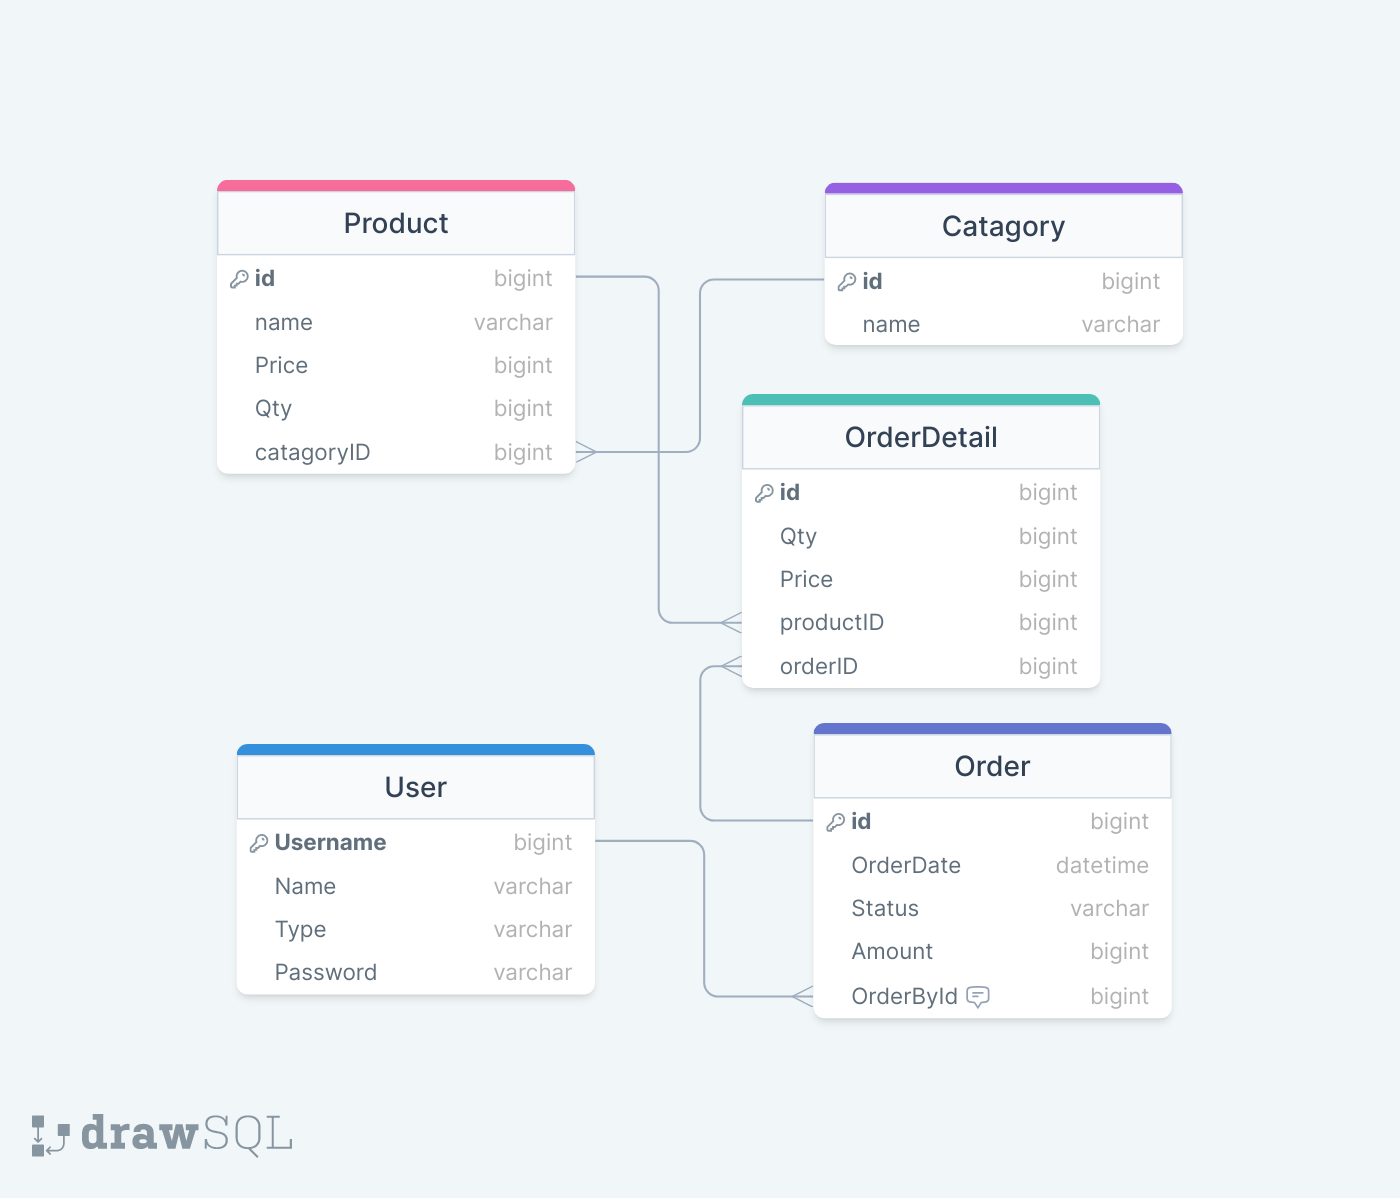 Product
id bigint
name varchar
Price bigint
Qty bigint
catagoryID bigint
Catagory
id bigint
name varchar
OrderDetail
id bigint
Qty bigint
Price bigint
productID bigint
orderID bigint
User
Username bigint
Name varchar
Type varchar
Password varchar
Order
id bigint
OrderDate datetime
Status varchar
Amount bigint
OrderById bigint
drawSQL